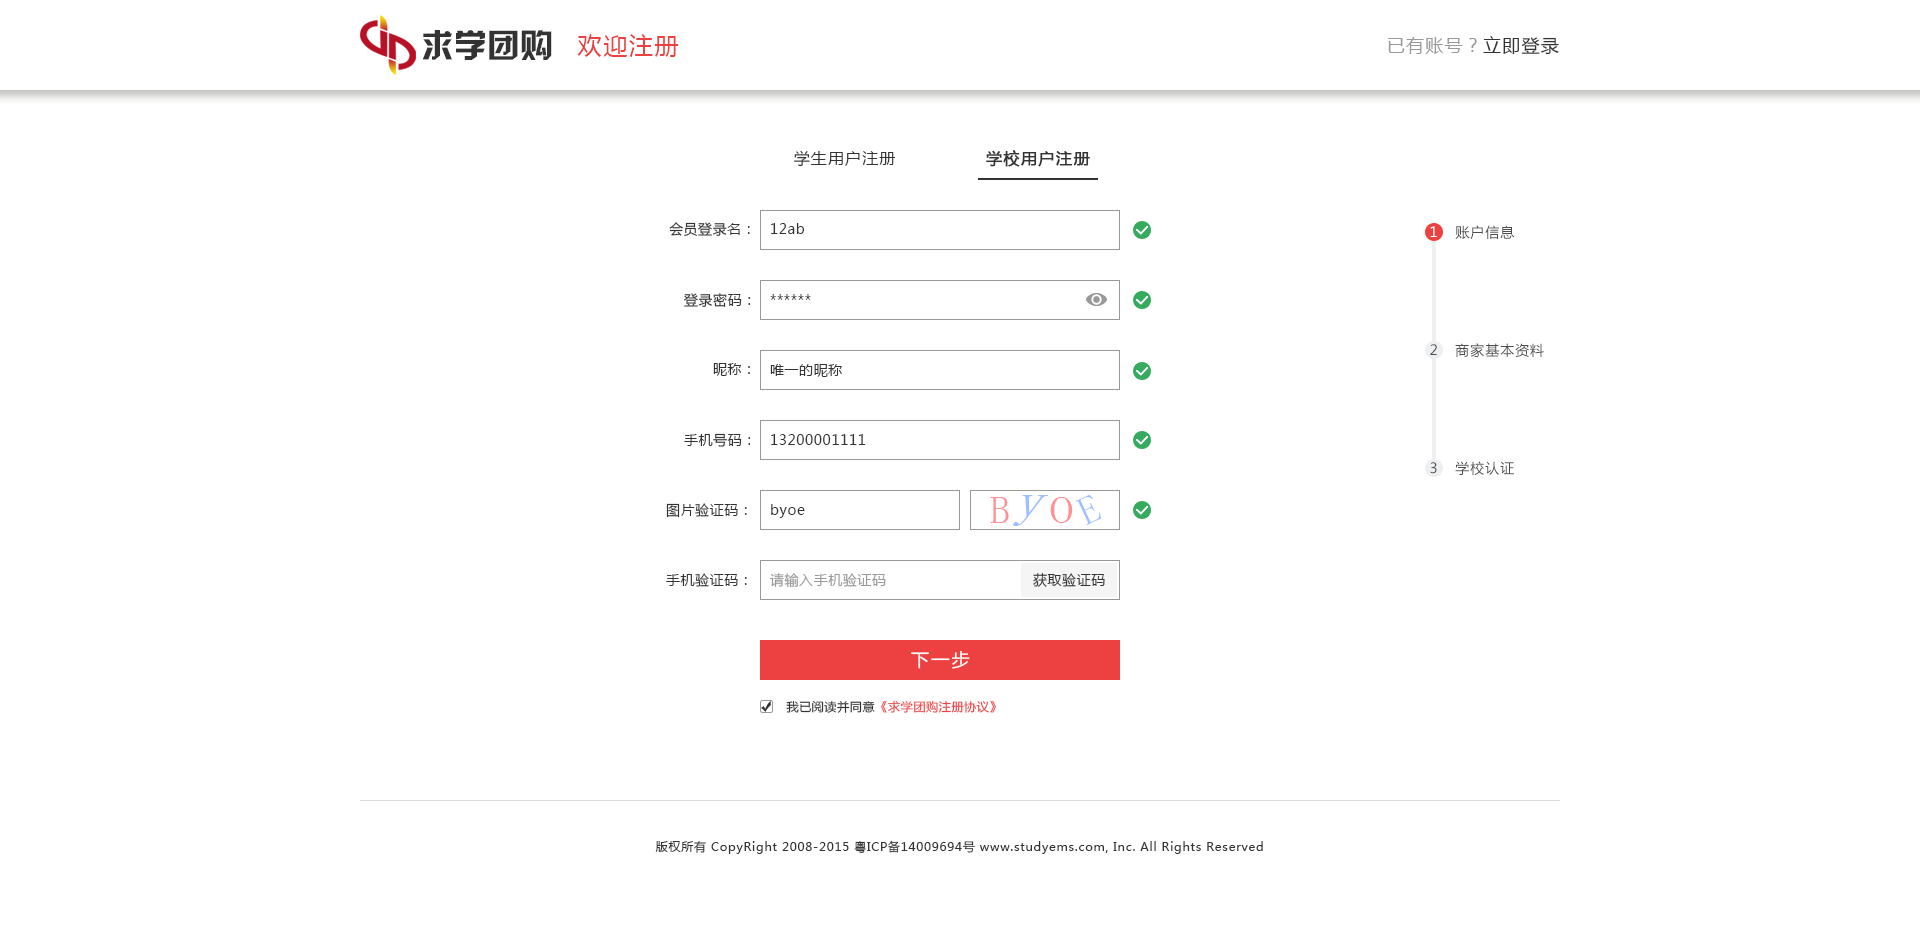 求学团购 欢迎注册 已有账号？立即登录
学生用户注册 学校用户注册
会员登录名： 12ab
1 账户信息
登录密码： ******
昵称： 唯一的昵称
2 商家基本资料
手机号码： 13200001111
3 学校认证
图片验证码： byoe BYOE
手机验证码： 请输入手机验证码 获取验证码
下一步
我已阅读并同意《求学团购注册协议》
版权所有 CopyRight 2008-2015 粤ICP备14009694号 www.studyems.com, Inc. All Rights Reserved